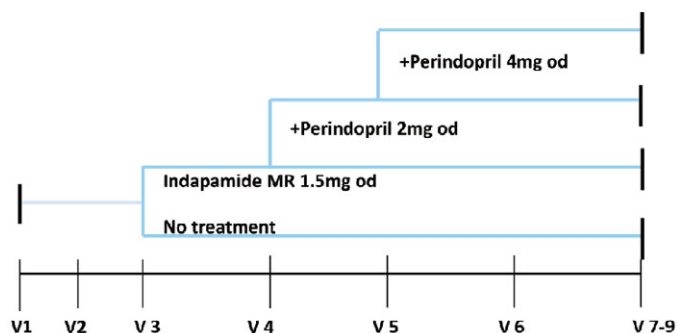 +Perindopril 4mg od
+Perindopril 2mg od
Indapamide MR 1.5mg od
No treatment
V1 V2 V 3 V 4 V 5 V 6 V 7-9